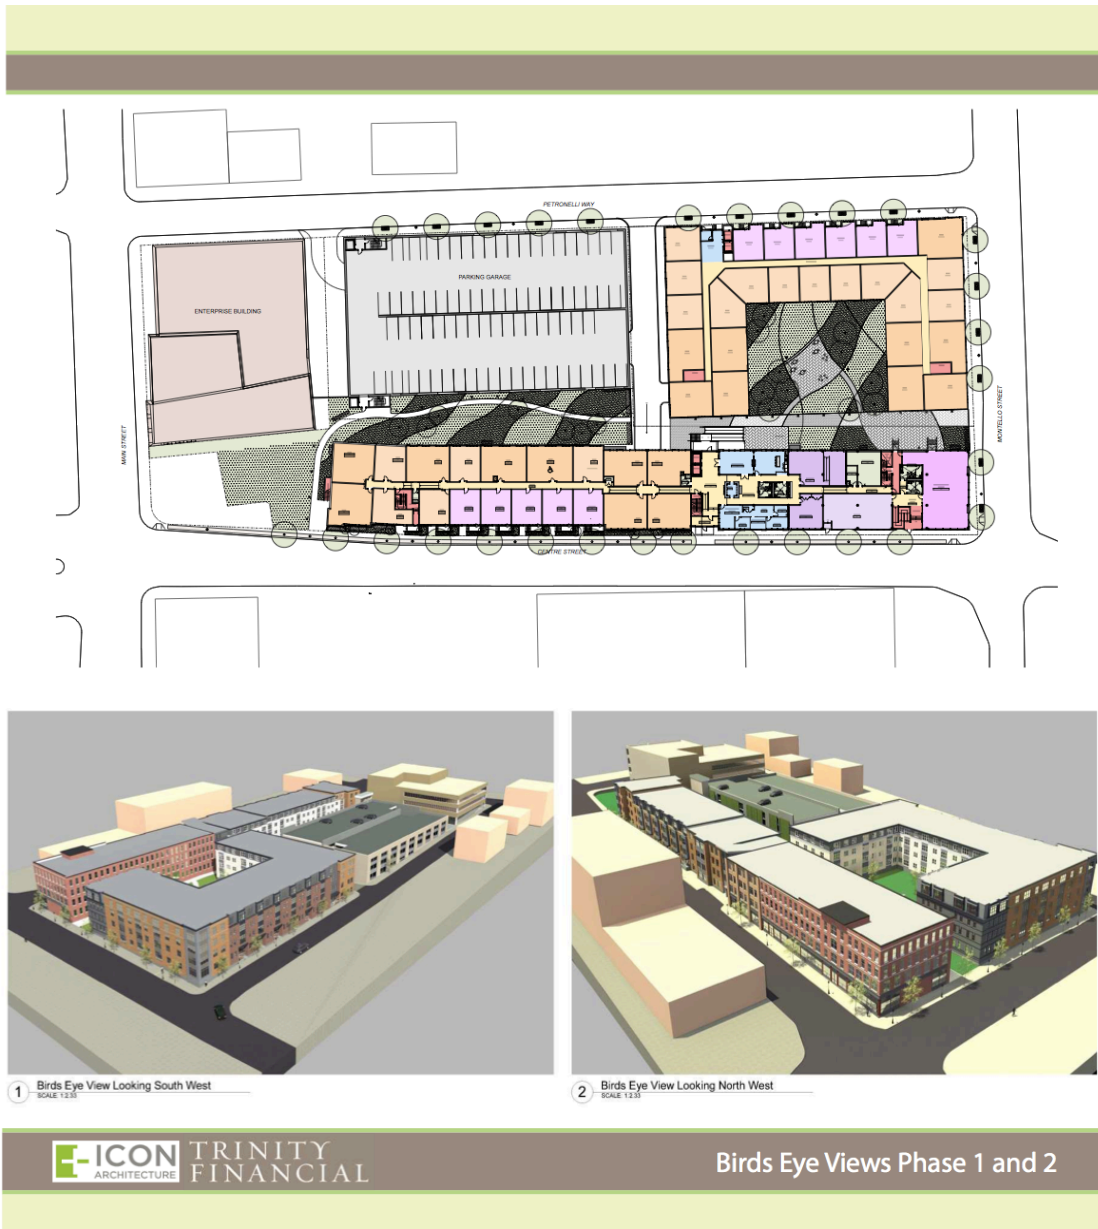 PETRONELLI WAY
PARKING GARAGE
ENTERPRISE BUILDING
MAIN STREET
MONTELLO STREET
CENTRE STREET
1 Birds Eye View Looking South West
SCALE: 1:2.33
2 Birds Eye View Looking North West
SCALE: 1:2.33
ICON
ARCHITECTURE
TRINITY
FINANCIAL
Birds Eye Views Phase 1 and 2